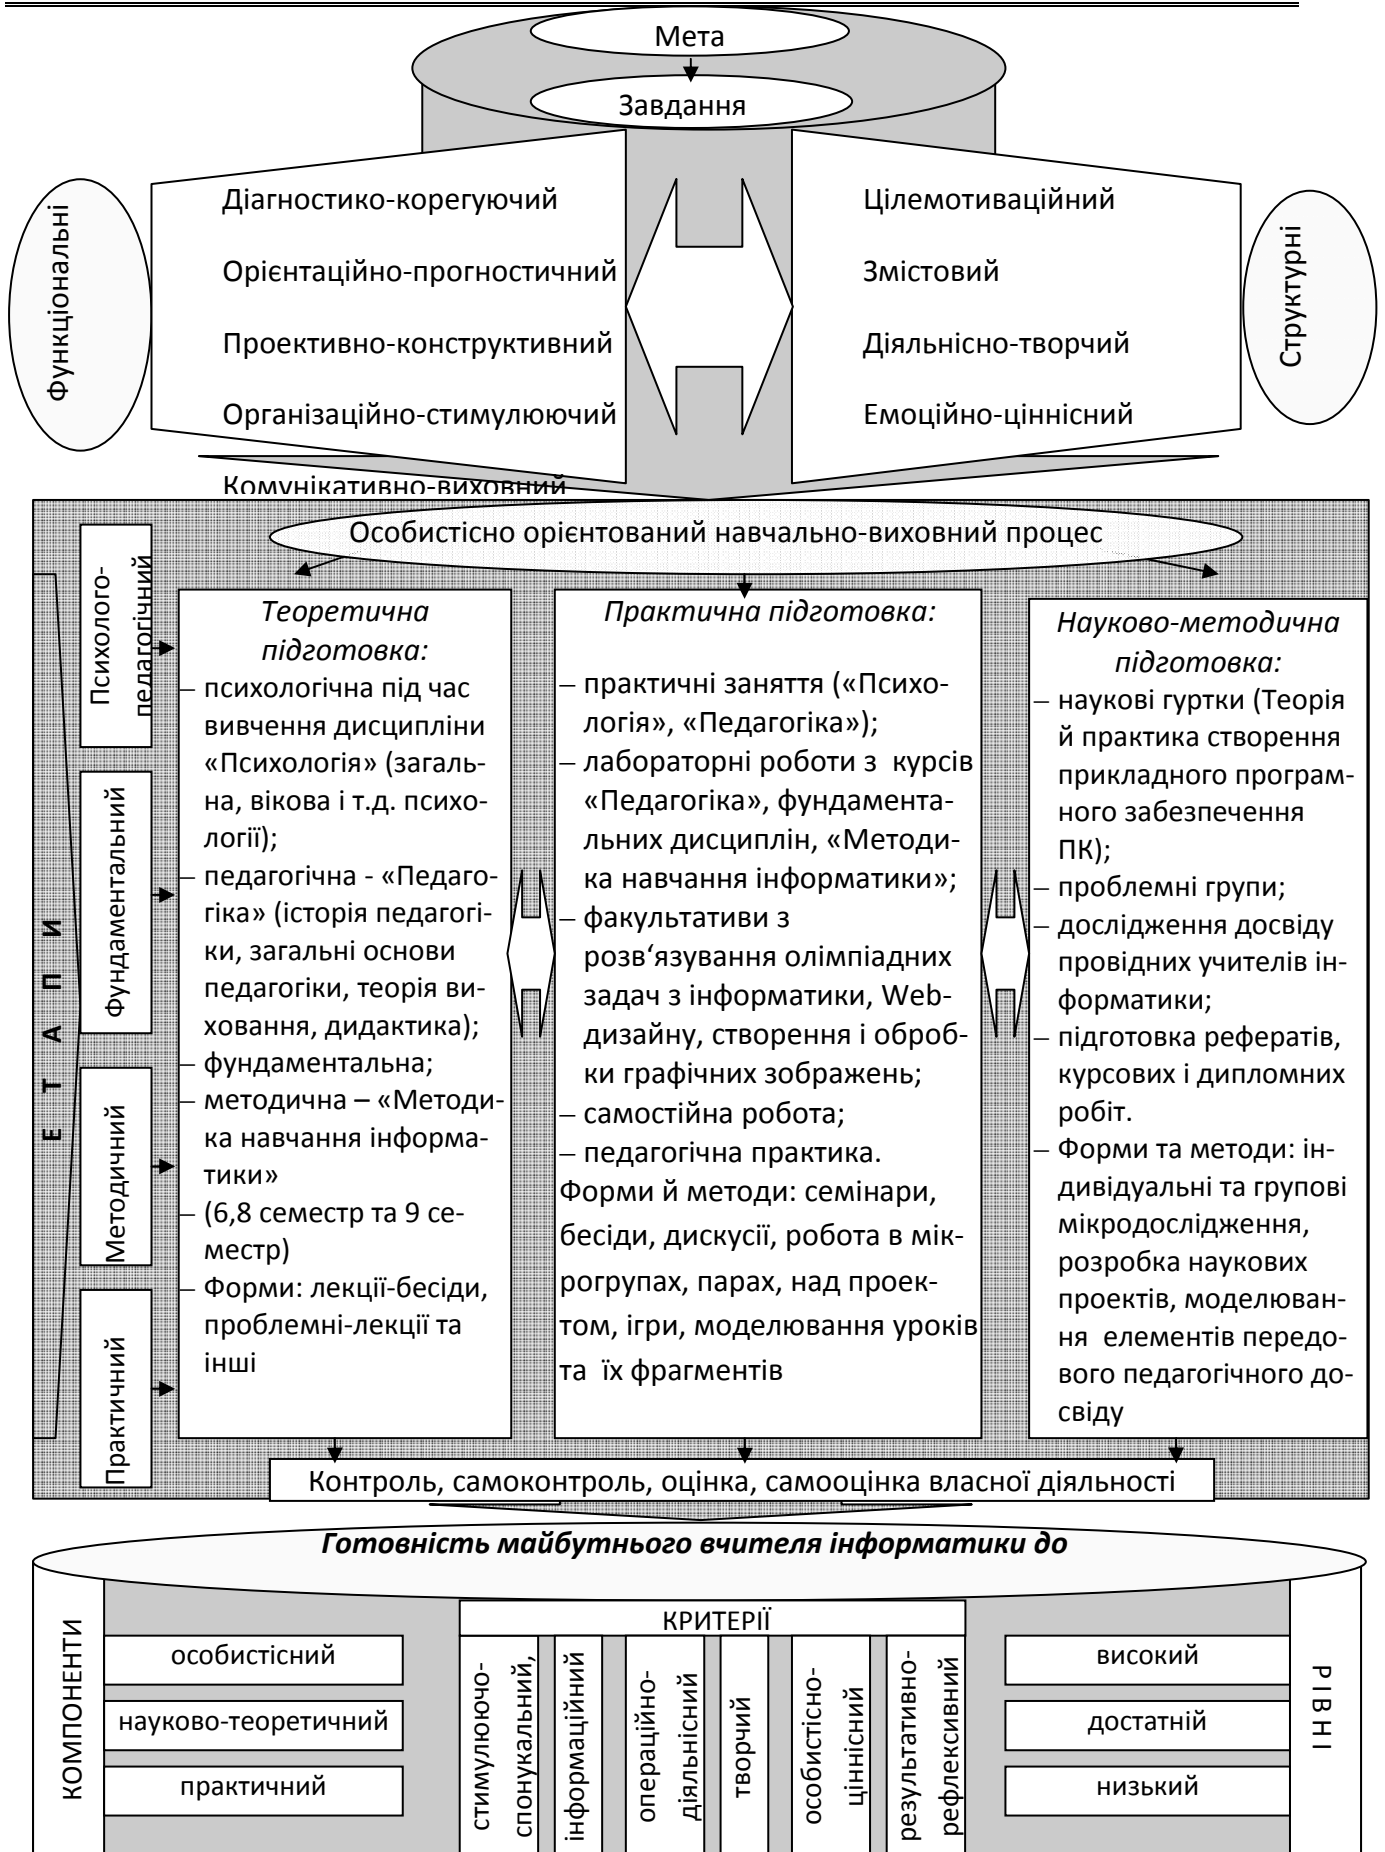 Мета
Завдання
Функціональні
Діагностико-корегуючий
Орієнтаційно-прогностичний
Проективно-конструктивний
Організаційно-стимулюючий
Комунікативно-виховний
Цілемотиваційний
Змістовий
Діяльнісно-творчий
Емоційно-ціннісний
Структурні
Особистісно орієнтований навчально-виховний процес
ЕТАПИ
Психолого-
педагогічний
Фундаментальний
Методичний
Практичний
Теоретична
підготовка:
– психологічна під час
вивчення дисципліни
«Психологія» (загаль-
на, вікова і т.д. психо-
логії);
– педагогічна - «Педаго-
гіка» (історія педагогі-
ки, загальні основи
педагогіки, теорія ви-
ховання, дидактика);
– фундаментальна;
– методична – «Методи-
ка навчання інформа-
тики»
– (6,8 семестр та 9 се-
местр)
– Форми: лекції-бесіди,
проблемні-лекції та
інші
Практична підготовка:
– практичні заняття («Психо-
логія», «Педагогіка»);
– лабораторні роботи з  курсів
«Педагогіка», фундамента-
льних дисциплін, «Методи-
ка навчання інформатики»;
– факультативи з
розв‘язування олімпіадних
задач з інформатики, Web-
дизайну, створення і оброб-
ки графічних зображень;
– самостійна робота;
– педагогічна практика.
Форми й методи: семінари,
бесіди, дискусії, робота в мік-
рогрупах, парах, над проек-
том, ігри, моделювання уроків
та  їх фрагментів
Науково-методична
підготовка:
– наукові гуртки (Теорія
й практика створення
прикладного програм-
ного забезпечення
ПК);
– проблемні групи;
– дослідження досвіду
провідних учителів ін-
форматики;
– підготовка рефератів,
курсових і дипломних
робіт.
– Форми та методи: ін-
дивідуальні та групові
мікродослідження,
розробка наукових
проектів, моделюван-
ня  елементів передо-
вого педагогічного до-
свіду
Контроль, самоконтроль, оцінка, самооцінка власної діяльності
Готовність майбутнього вчителя інформатики до
КОМПОНЕНТИ
особистісний
науково-теоретичний
практичний
КРИТЕРІЇ
стимулюючо-
спонукальний,
інформаційний
операційно-
діяльнісний
творчий
особистісно-
ціннісний
результативно-
рефлексивний
високий
достатній
низький
РІВНІ